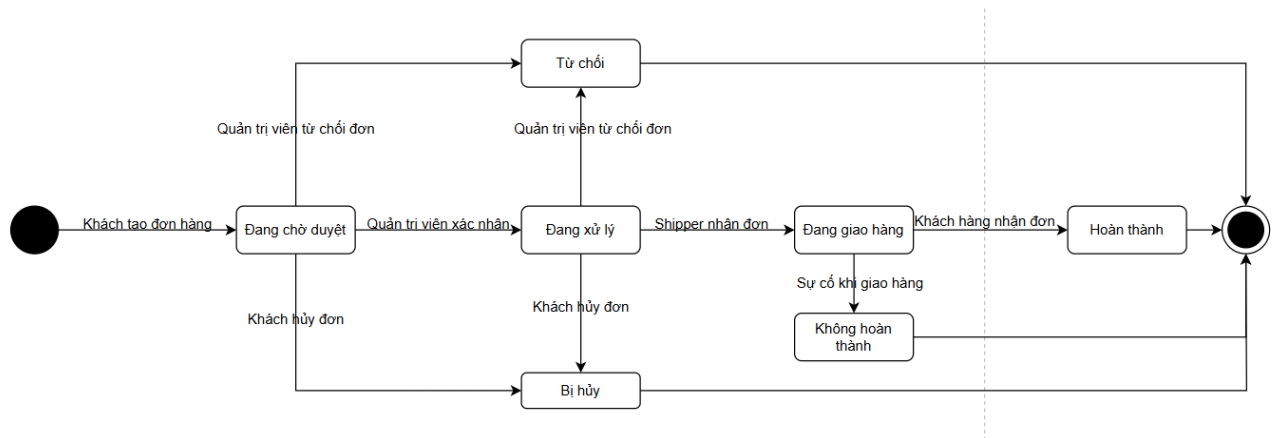 Từ chối
Quản trị viên từ chối đơn
Quản trị viên từ chối đơn
Khách tạo đơn hàng
Đang chờ duyệt
Quản trị viên xác nhận
Đang xử lý
Shipper nhận đơn
Đang giao hàng
Khách hàng nhận đơn
Hoàn thành
Sự cố khi giao hàng
Khách hủy đơn
Khách hủy đơn
Không hoàn
thành
Bị hủy